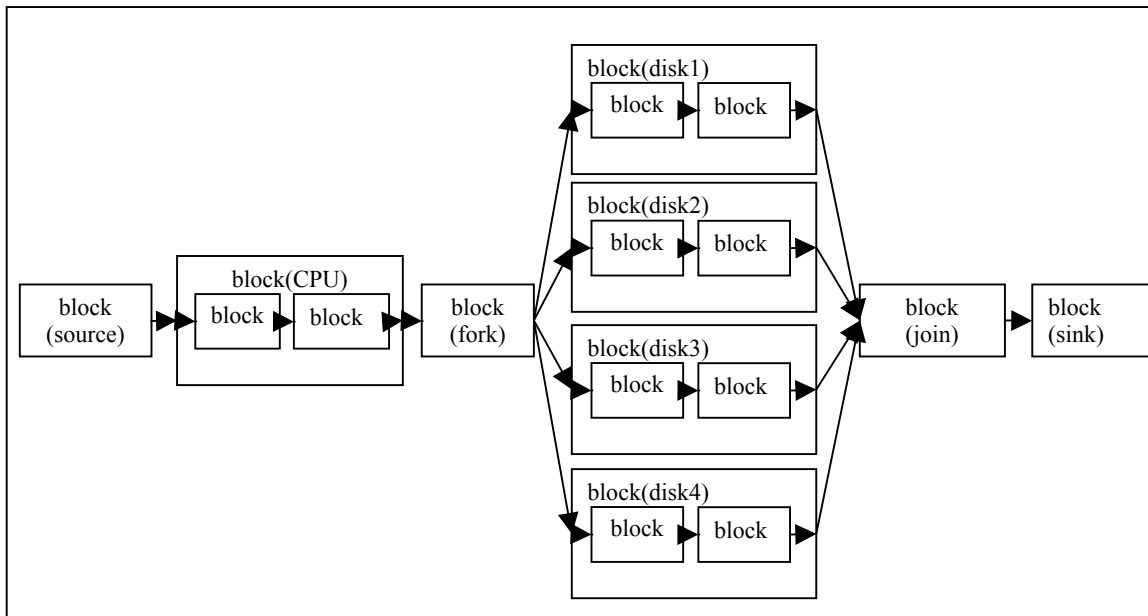 block
(source)
block(CPU)
block
block
block
(fork)
block(disk1)
block
block
block(disk2)
block
block
block(disk3)
block
block
block(disk4)
block
block
block
(join)
block
(sink)